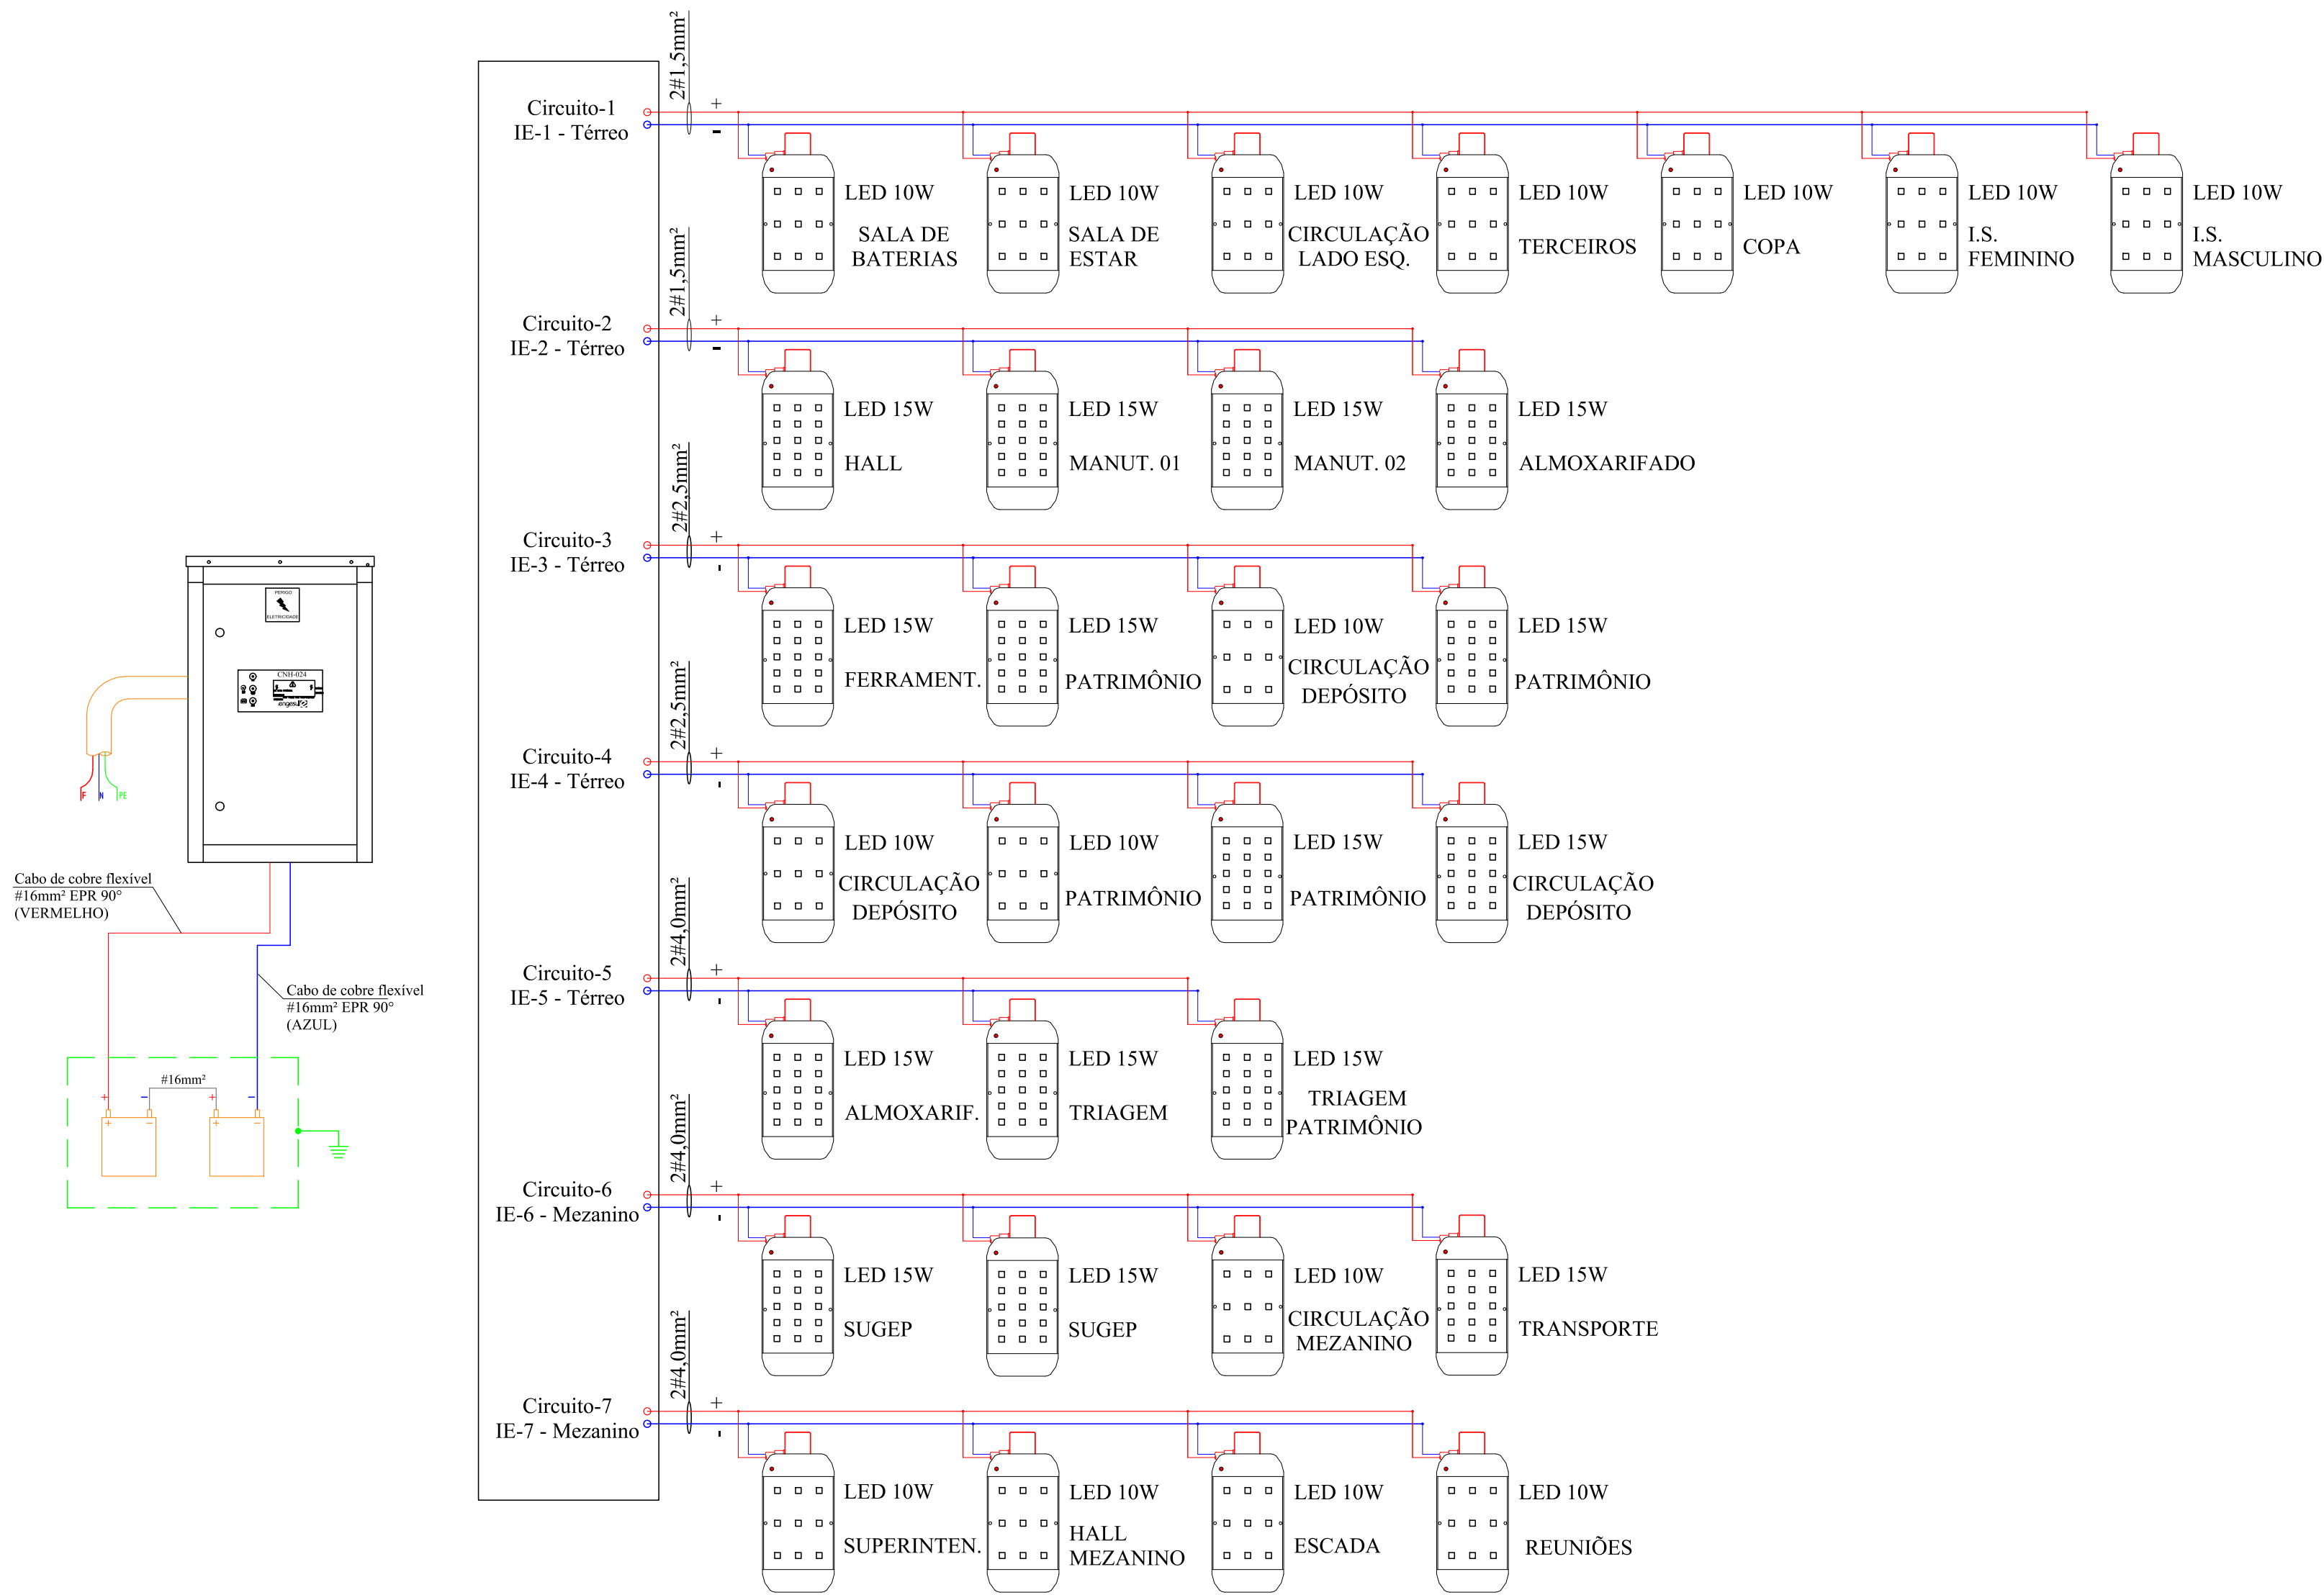 2#1,5mm²
Circuito-1
IE-1 - Térreo
+
-
LED 10W
SALA DE
BATERIAS
LED 10W
SALA DE
ESTAR
LED 10W
CIRCULAÇÃO
LADO ESQ.
LED 10W
TERCEIROS
LED 10W
COPA
LED 10W
I.S.
FEMININO
LED 10W
I.S.
MASCULINO
2#1,5mm²
Circuito-2
IE-2 - Térreo
+
-
LED 15W
HALL
LED 15W
MANUT. 01
LED 15W
MANUT. 02
LED 15W
ALMOXARIFADO
2#2,5mm²
Circuito-3
IE-3 - Térreo
+
-
LED 15W
FERRAMENT.
LED 15W
PATRIMÔNIO
LED 10W
CIRCULAÇÃO
DEPÓSITO
LED 15W
PATRIMÔNIO
2#2,5mm²
Circuito-4
IE-4 - Térreo
+
-
LED 10W
CIRCULAÇÃO
DEPÓSITO
LED 10W
PATRIMÔNIO
LED 15W
PATRIMÔNIO
LED 15W
CIRCULAÇÃO
DEPÓSITO
2#4,0mm²
Circuito-5
IE-5 - Térreo
+
-
LED 15W
ALMOXARIF.
LED 15W
TRIAGEM
LED 15W
TRIAGEM
PATRIMÔNIO
2#4,0mm²
Circuito-6
IE-6 - Mezanino
+
-
LED 15W
SUGEP
LED 15W
SUGEP
LED 10W
CIRCULAÇÃO
MEZANINO
LED 15W
TRANSPORTE
2#4,0mm²
Circuito-7
IE-7 - Mezanino
+
-
LED 10W
SUPERINTEN.
LED 10W
HALL
MEZANINO
LED 10W
ESCADA
LED 10W
REUNIÕES
PERIGO
ELETRICIDADE
CNH-024
engesul
F
N
PE
Cabo de cobre flexível
#16mm² EPR 90°
(VERMELHO)
Cabo de cobre flexível
#16mm² EPR 90°
(AZUL)
#16mm²
+ − + −
+ − + −